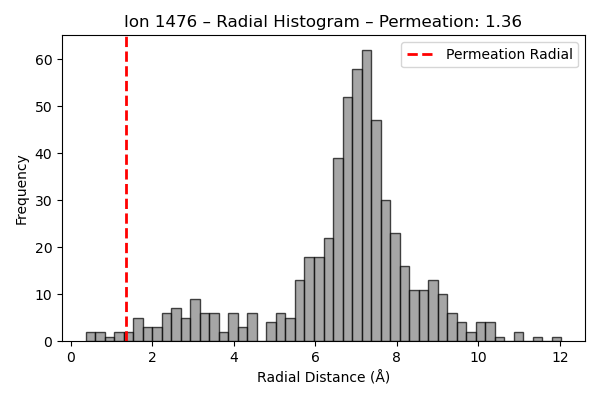 Ion 1476 – Radial Histogram – Permeation: 1.36
Permeation Radial
Frequency
60
50
40
30
20
10
0
0 2 4 6 8 10 12
Radial Distance (Å)